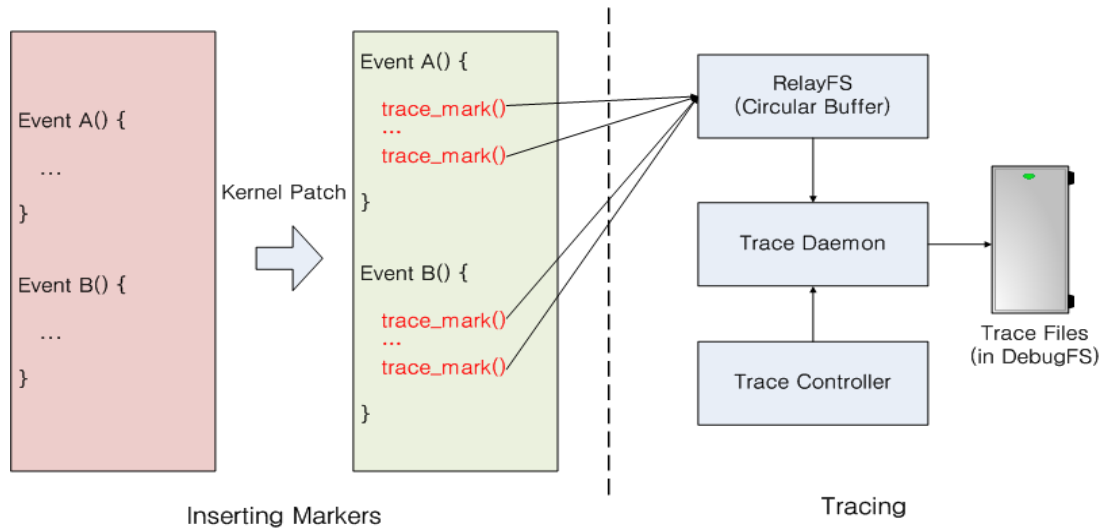 Event A() {
...
}
Event B() {
...
}
Kernel Patch
Event A() {
trace_mark()
...
trace_mark()
}
Event B() {
trace_mark()
...
trace_mark()
}
Inserting Markers
RelayFS
(Circular Buffer)
Trace Daemon
Trace Controller
Trace Files
(in DebugFS)
Tracing